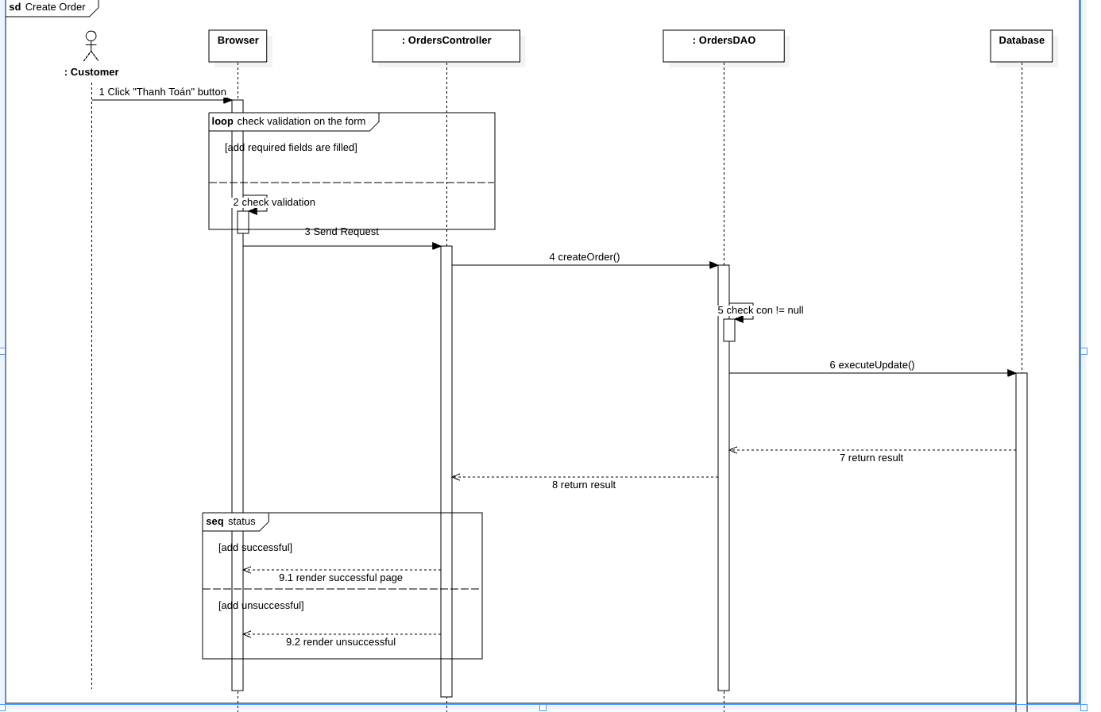 sd Create Order
: Customer
Browser
: OrdersController
: OrdersDAO
Database
1 Click "Thanh Toán" button
loop check validation on the form
[add required fields are filled]
2 check validation
3 Send Request
4 createOrder()
5 check con != null
6 executeUpdate()
7 return result
8 return result
seq status
[add successful]
9.1 render successful page
[add unsuccessful]
9.2 render unsuccessful